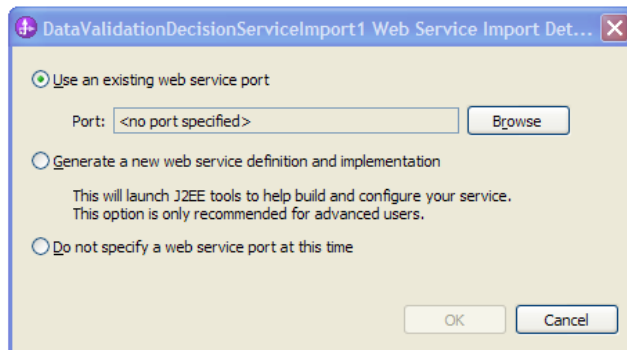 DataValidationDecisionServiceImport1 Web Service Import Det...
Use an existing web service port
Port: <no port specified> Browse
Generate a new web service definition and implementation
This will launch J2EE tools to help build and configure your service.
This option is only recommended for advanced users.
Do not specify a web service port at this time
OK Cancel